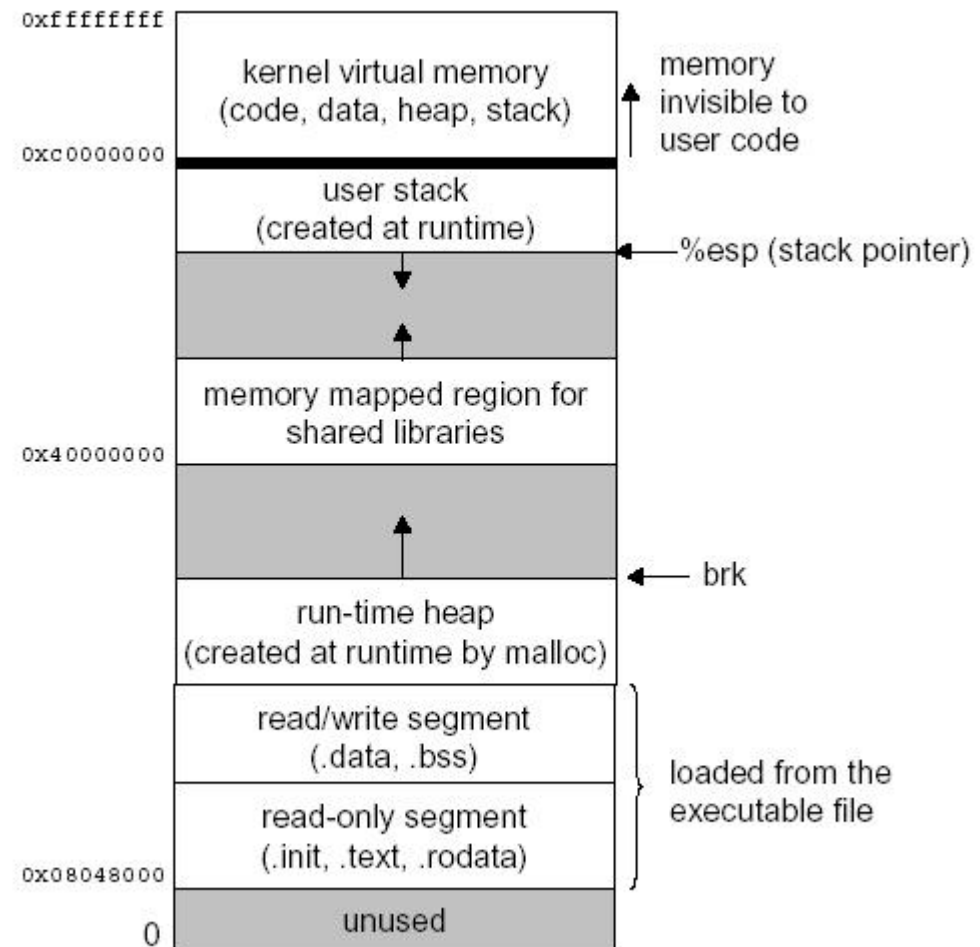 0xffffffff
kernel virtual memory
(code, data, heap, stack)
memory
invisible to
user code
0xc0000000
user stack
(created at runtime)
%esp (stack pointer)
memory mapped region for
shared libraries
0x40000000
brk
run-time heap
(created at runtime by malloc)
read/write segment
(.data, .bss)
loaded from the
executable file
read-only segment
(.init, .text, .rodata)
0x08048000
unused
0